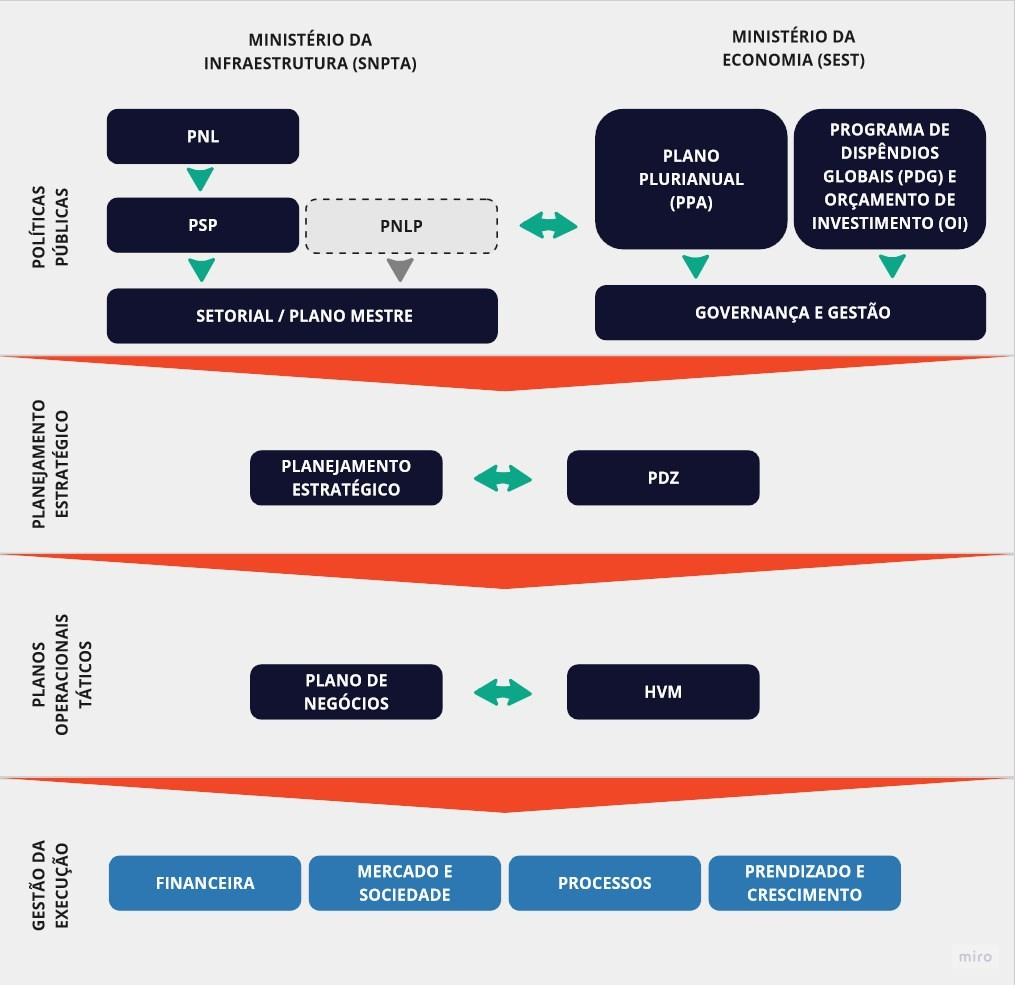 MINISTÉRIO DA
INFRAESTRUTURA (SNPTA)
MINISTÉRIO DA
ECONOMIA (SEST)
POLÍTICAS
PÚBLICAS
PNL
PSP
PNLP
SETORIAL / PLANO MESTRE
PLANO
PLURIANUAL
(PPA)
PROGRAMA DE
DISPÊNDIOS
GLOBAIS (PDG) E
ORÇAMENTO DE
INVESTIMENTO (OI)
GOVERNANÇA E GESTÃO
PLANEJAMENTO
ESTRATÉGICO
PLANEJAMENTO
ESTRATÉGICO
PDZ
PLANOS
OPERACIONAIS
TÁTICOS
PLANO DE
NEGÓCIOS
HVM
GESTÃO DA
EXECUÇÃO
FINANCEIRA
MERCADO E
SOCIEDADE
PROCESSOS
PRENDIZADO E
CRESCIMENTO
miro